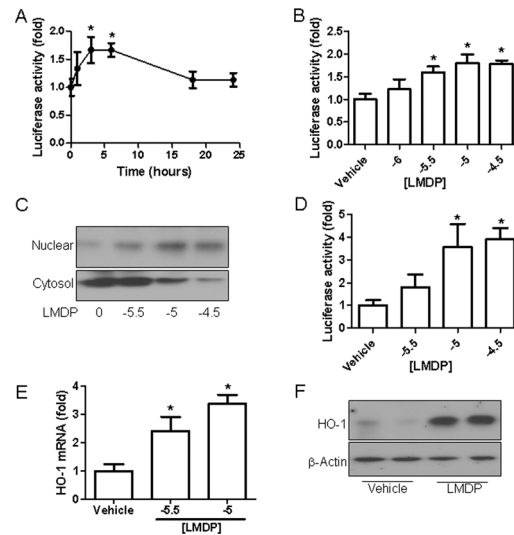 A
Luciferase activity (fold)
2.0
1.5
1.0
0.5
0.0
* *
0 5 10 15 20 25
Time (hours)
B
Luciferase activity (fold)
2.5
2.0
1.5
1.0
0.5
0.0
* * *
Vehicle -6 -5.5 -5 -4.5
[LMDP]
C
Nuclear
Cytosol
LMDP 0 -5.5 -5 -4.5
D
Luciferase activity (fold)
5
4
3
2
1
0
* *
Vehicle -5.5 -5 -4.5
[LMDP]
E
HO-1 mRNA (fold)
4
3
2
1
0
* *
Vehicle -5.5 -5
[LMDP]
F
HO-1
β-Actin
Vehicle LMDP